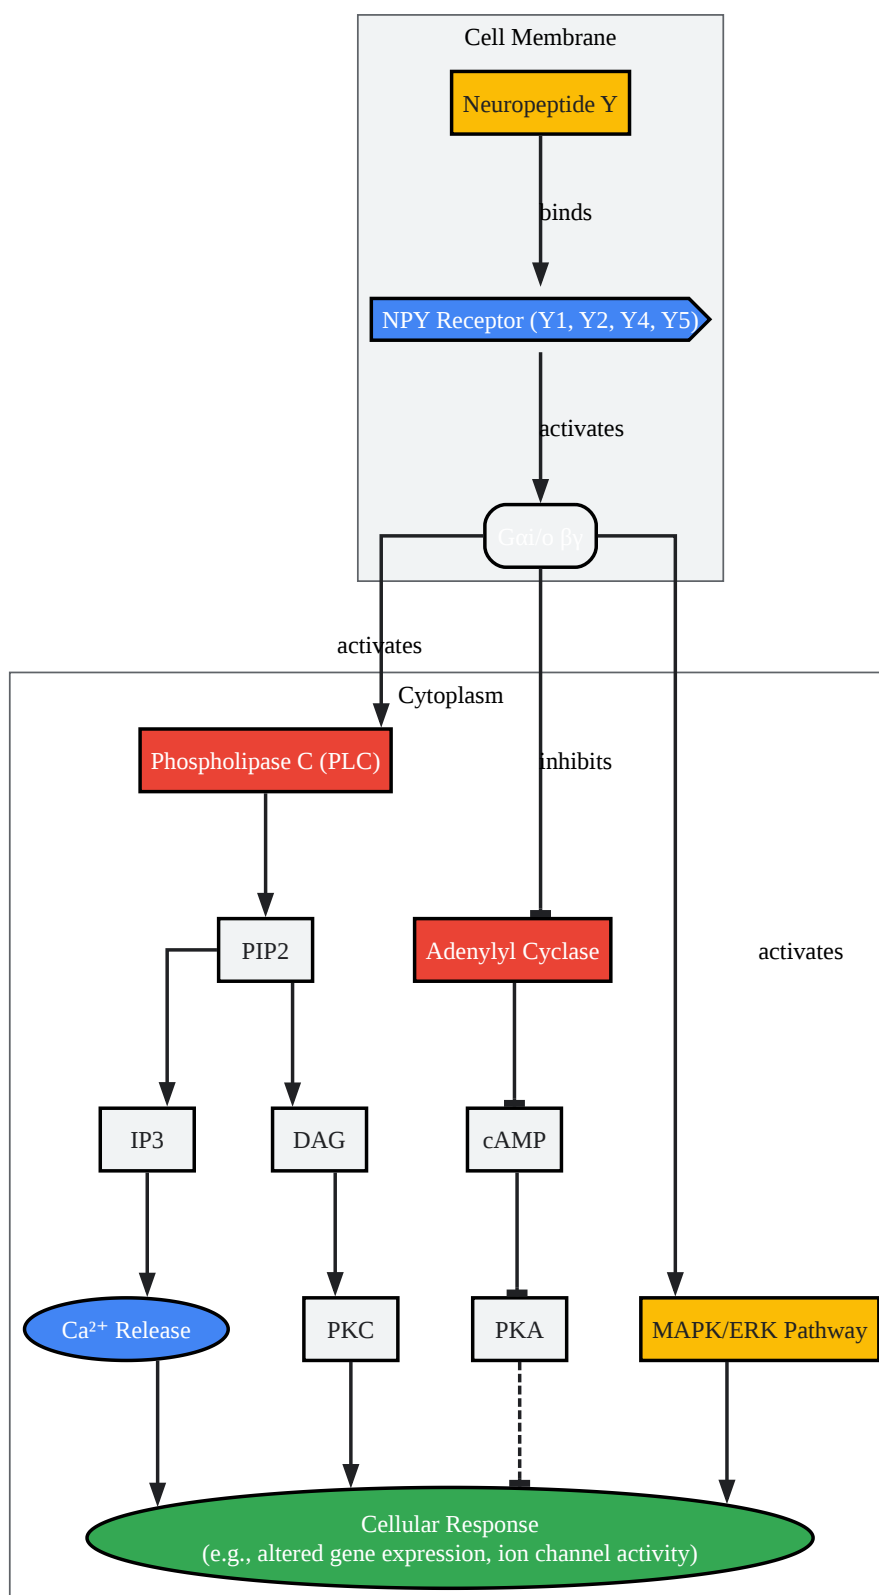 Cell Membrane
Neuropeptide Y
binds
NPY Receptor (Y1, Y2, Y4, Y5)
activates
Gαi/o βγ
activates
Cytoplasm
Phospholipase C (PLC)
inhibits
PIP2
Adenylyl Cyclase
activates
IP3
DAG
cAMP
Ca²⁺ Release
PKC
PKA
MAPK/ERK Pathway
Cellular Response
(e.g., altered gene expression, ion channel activity)